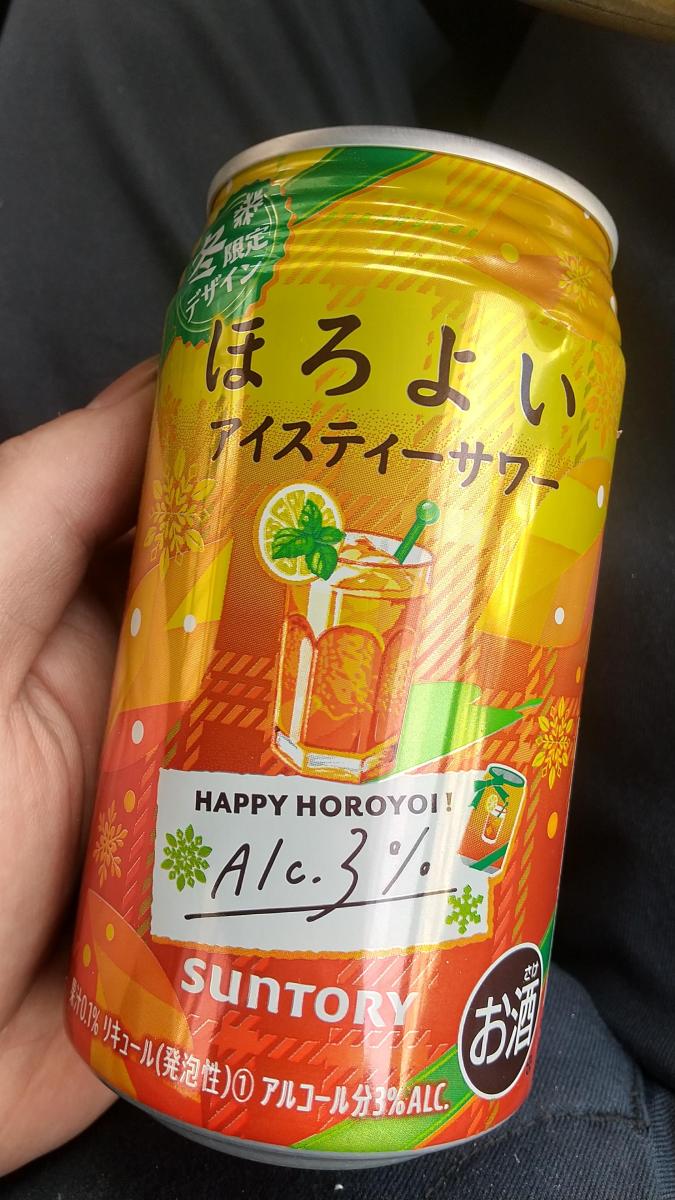 冬
限定
デザイン
ほろよい
アイスティーサワー
HAPPY HOROYOI!
Alc.3%
SUNTORY
さけ
お酒
果汁0.1% リキュール(発泡性)① アルコール分3%ALC.